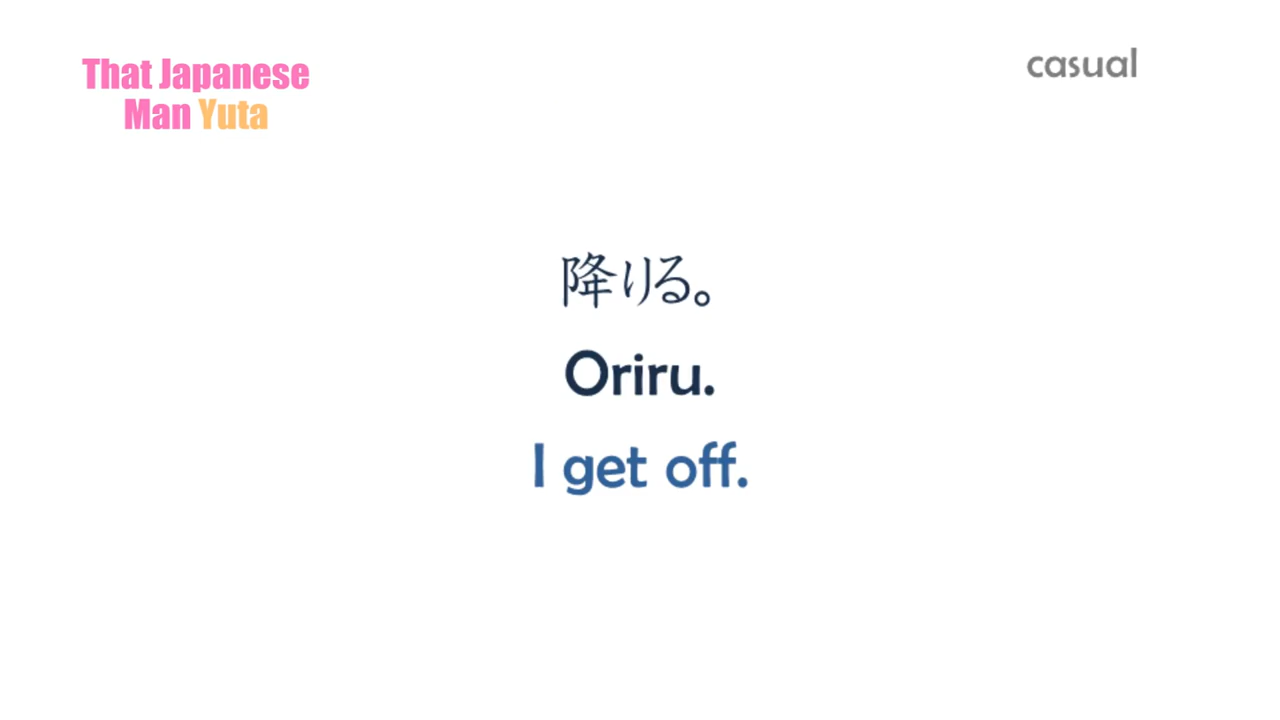 That Japanese
Man Yuta
casual
降りる。
Oriru.
I get off.